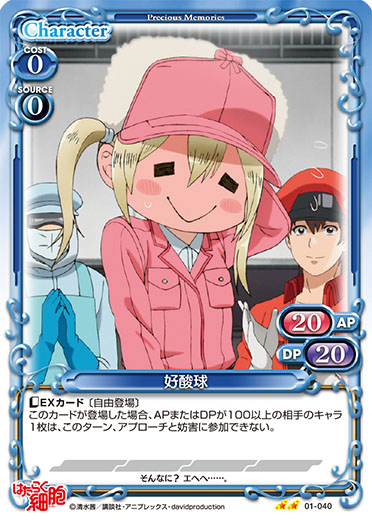 Precious Memories
Character
COST
0
SOURCE
0
20 AP
DP 20
好酸球
EXカード〔自由登場〕
このカードが登場した場合、APまたはDPが100以上の相手のキャラ
1枚は、このターン、アプローチと妨害に参加できない。
そんなに？ エヘヘ……。
はたらく細胞
01-040
©清水茜／講談社・アニプレックス・davidproduction